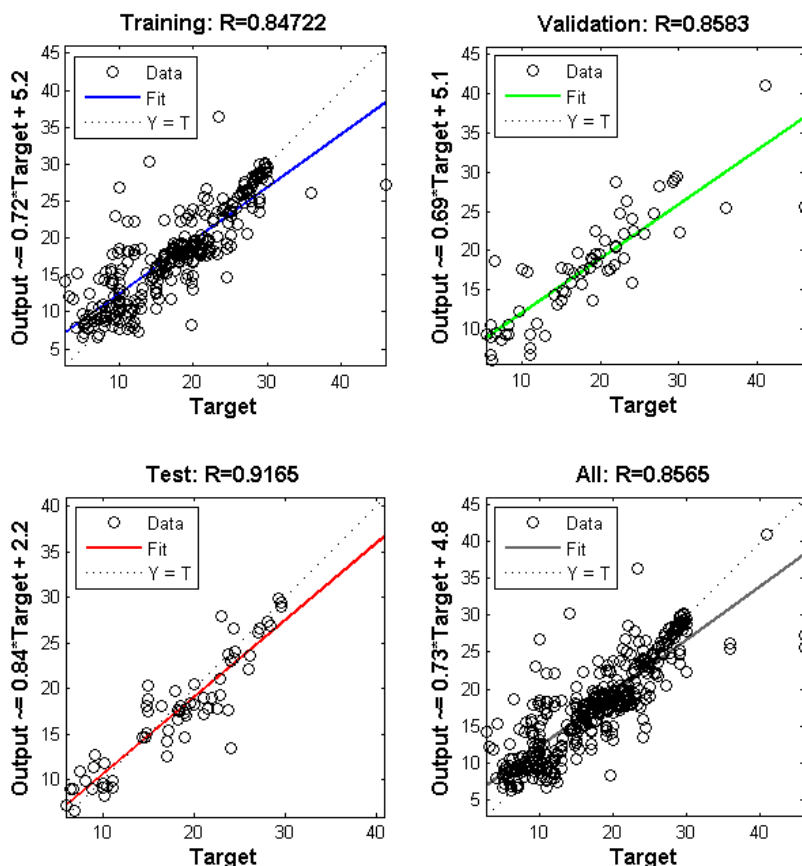 Training: R=0.84722
Output ~= 0.72*Target + 5.2
45
40
35
30
25
20
15
10
5
Data
Fit
Y = T
10
20
30
40
Target
Validation: R=0.8583
Output ~= 0.69*Target + 5.1
45
40
35
30
25
20
15
10
Data
Fit
Y = T
10
20
30
40
Target
Test: R=0.9165
Output ~= 0.84*Target + 2.2
40
35
30
25
20
15
10
Data
Fit
Y = T
10
20
30
40
Target
All: R=0.8565
Output ~= 0.73*Target + 4.8
45
40
35
30
25
20
15
10
5
Data
Fit
Y = T
10
20
30
40
Target